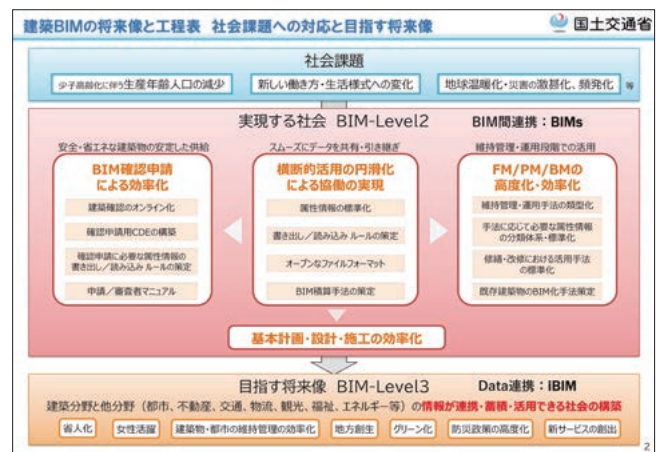 建築BIMの将来像と工程表 社会課題への対応と目指す将来像
国土交通省
社会課題
少子高齢化に伴う生産年齢人口の減少
新しい働き方・生活様式への変化
地球温暖化・災害の激甚化、頻発化
等
実現する社会 BIM-Level2
BIM間連携：BIMs
安全・省エネな建築物の安定した供給
BIM確認申請
による効率化
建築確認のオンライン化
確認申請用CDEの構築
確認申請に必要な属性情報の
書き出し／読み込み ルールの策定
申請／審査者マニュアル
スムーズにデータを共有・引き継ぎ
横断的活用の円滑化
による協働の実現
属性情報の標準化
書き出し／読込み ルールの策定
オープンなファイルフォーマット
BIM積算手法の策定
維持管理・運用段階での活用
FM/PM/BMの
高度化・効率化
維持管理・運用手法の類型化
手法に応じて必要な属性情報
の分類体系・標準化
修繕・改修における活用手法
の標準化
既存建築物のBIM化手法策定
基本計画・設計・施工の効率化
目指す将来像 BIM-Level3
Data連携：iBIM
建築分野と他分野（都市、不動産、交通、物流、観光、福祉、エネルギー等）の情報が連携・蓄積・活用できる社会の構築
省人化
女性活躍
建築物・都市の維持管理の効率化
地方創生
グリーン化
防災政策の高度化
新サービスの創出
2